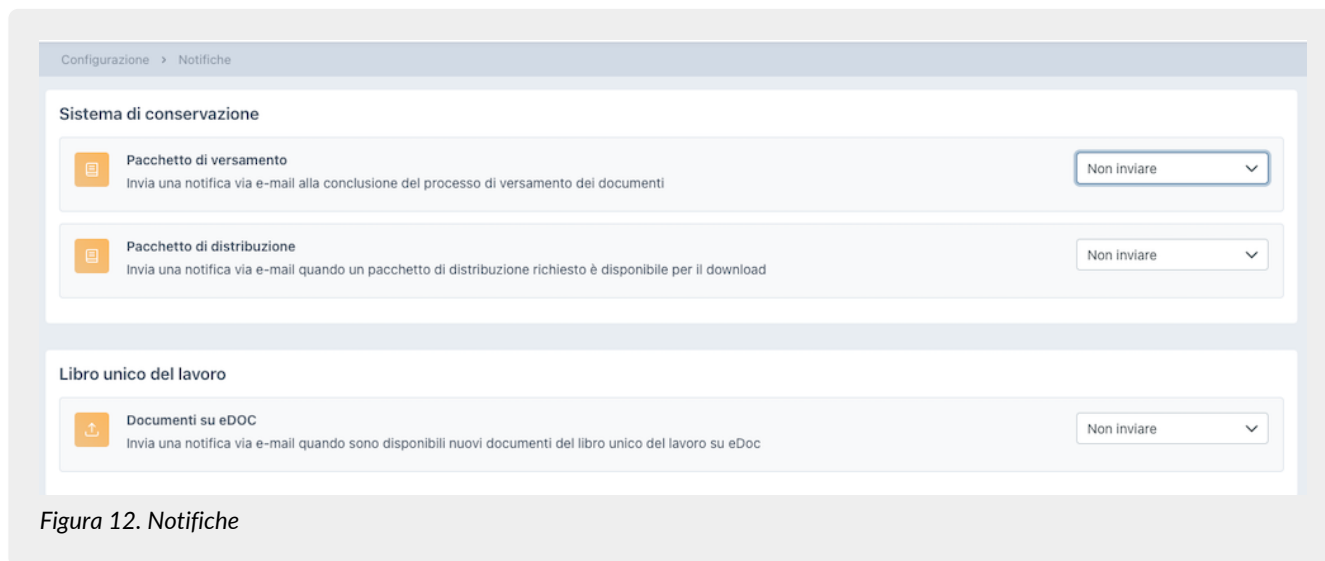 Configurazione > Notifiche
Sistema di conservazione
Pacchetto di versamento
Invia una notifica via e-mail alla conclusione del processo di versamento dei documenti
Non inviare
Pacchetto di distribuzione
Invia una notifica via e-mail quando un pacchetto di distribuzione richiesto è disponibile per il download
Non inviare
Libro unico del lavoro
Documenti su eDOC
Invia una notifica via e-mail quando sono disponibili nuovi documenti del libro unico del lavoro su eDoc
Non inviare
Figura 12. Notifiche